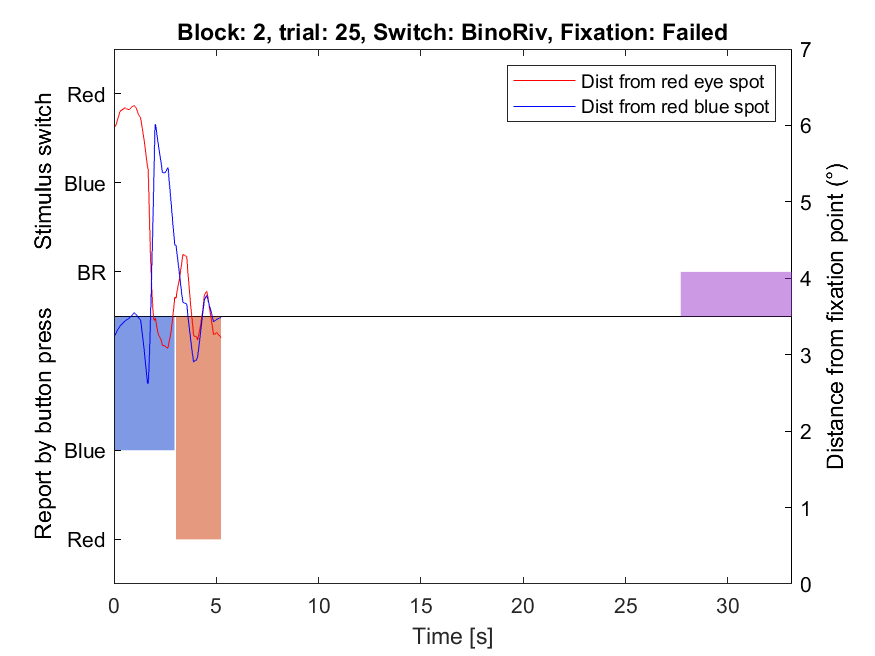 Block: 2, trial: 25, Switch: BinoRiv, Fixation: Failed
Dist from red eye spot
Dist from red blue spot
Stimulus switch
Report by button press
Red
Blue
BR
Blue
Red
7
6
5
4
3
2
1
0
Distance from fixation point (°)
0 5 10 15 20 25 30
Time [s]